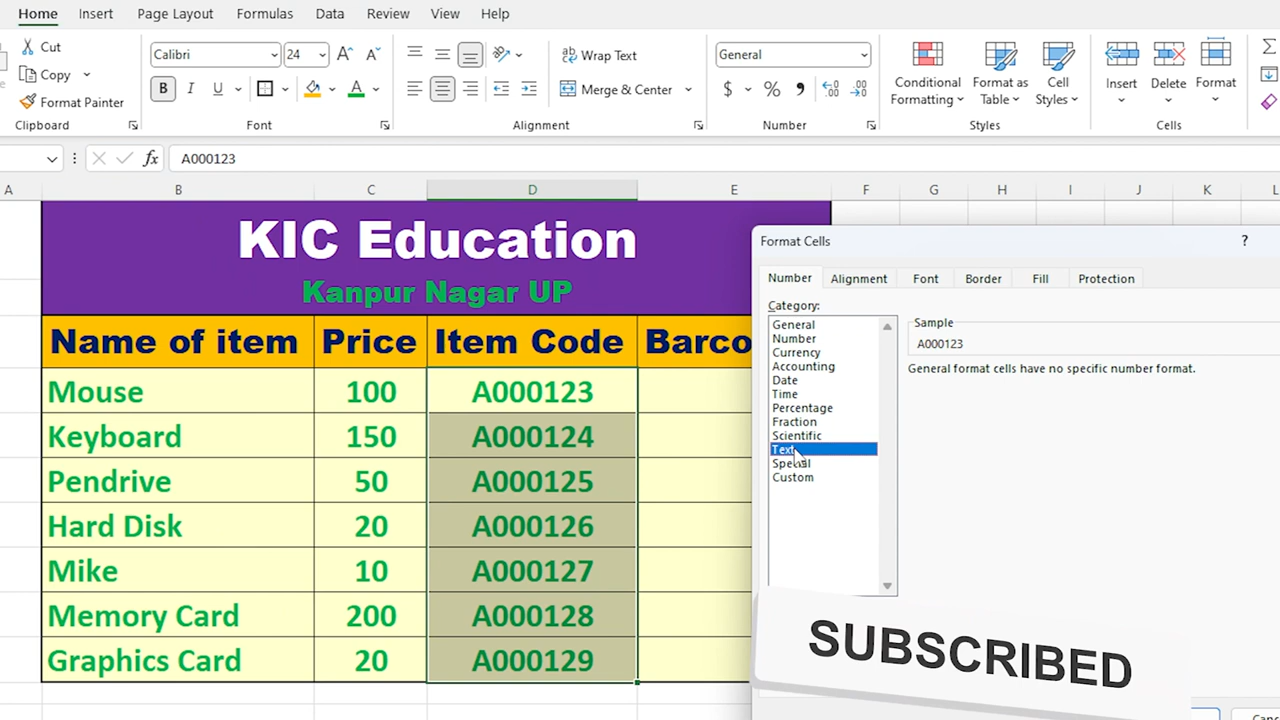 Home Insert Page Layout Formulas Data Review View Help
Cut
Copy
Format Painter
Calibri 24 A A
B I U A
Wrap Text
Merge & Center
General
$ % 9
Conditional Formatting
Format as Table
Cell Styles
Insert Delete Format
Clipboard Font Alignment Number Styles Cells
fx A000123
A B C D E F G H I J K L
KIC Education
Kanpur Nagar UP
Name of item Price Item Code Barco
Mouse 100 A000123
Keyboard 150 A000124
Pendrive 50 A000125
Hard Disk 20 A000126
Mike 10 A000127
Memory Card 200 A000128
Graphics Card 20 A000129
Format Cells ?
Number Alignment Font Border Fill Protection
Category:
General
Number
Currency
Accounting
Date
Time
Percentage
Fraction
Scientific
Text
Special
Custom
Sample
A000123
General format cells have no specific number format.
SUBSCRIBED